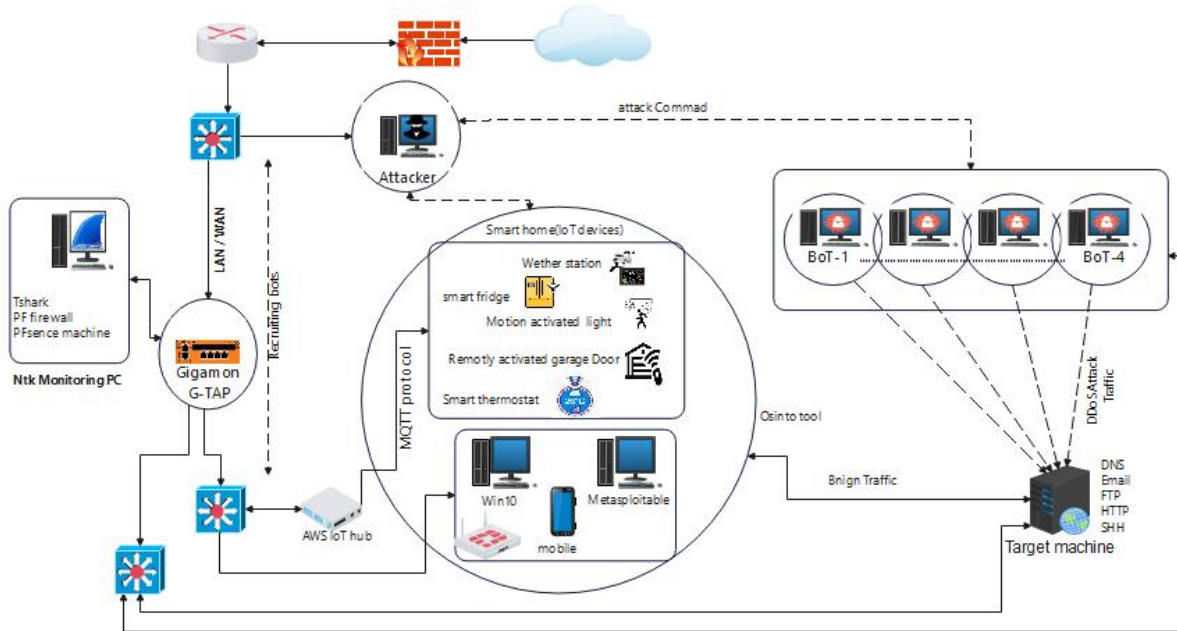 attack Commad
Attacker
LAN / WAN
Recruiting bots
Tshark
PF firewall
PFsence machine
Ntk Monitoring PC
Gigamon
G-TAP
Smart home(IoT devices)
Wether station
smart fridge
Motion activated light
Remotly activated garage Door
Smart thermostat
MQTT protocol
BoT-1
BoT-4
DDoS Attack
Traffic
Osinto tool
Win10
Metasploitable
mobile
AWS IoT hub
Bnign Traffic
DNS
Email
FTP
HTTP
SHH
Target machine